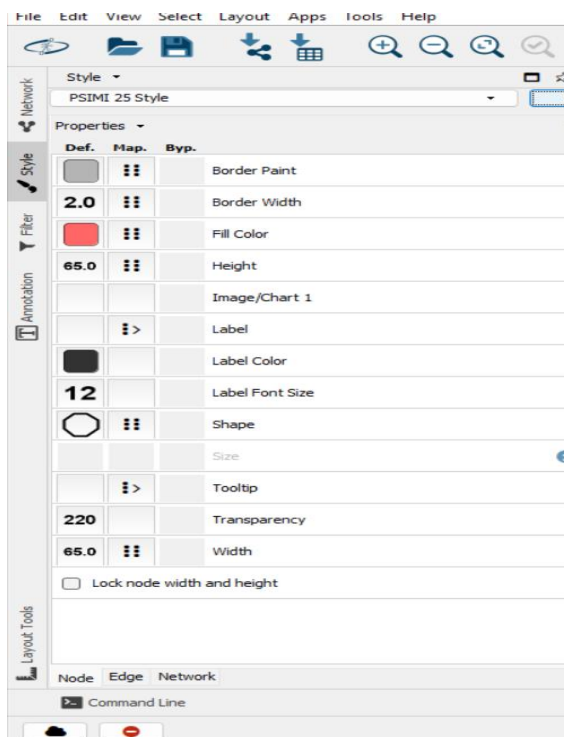 File Edit View Select Layout Apps Tools Help
Style
PSIMI 25 Style
Properties
Def. Map. Byp.
Border Paint
2.0 Border Width
Fill Color
65.0 Height
Image/Chart 1
Label
Label Color
12 Label Font Size
Shape
Size
Tooltip
220 Transparency
65.0 Width
Lock node width and height
Node Edge Network
Command Line
Network
Style
Filter
Annotation
Layout Tools